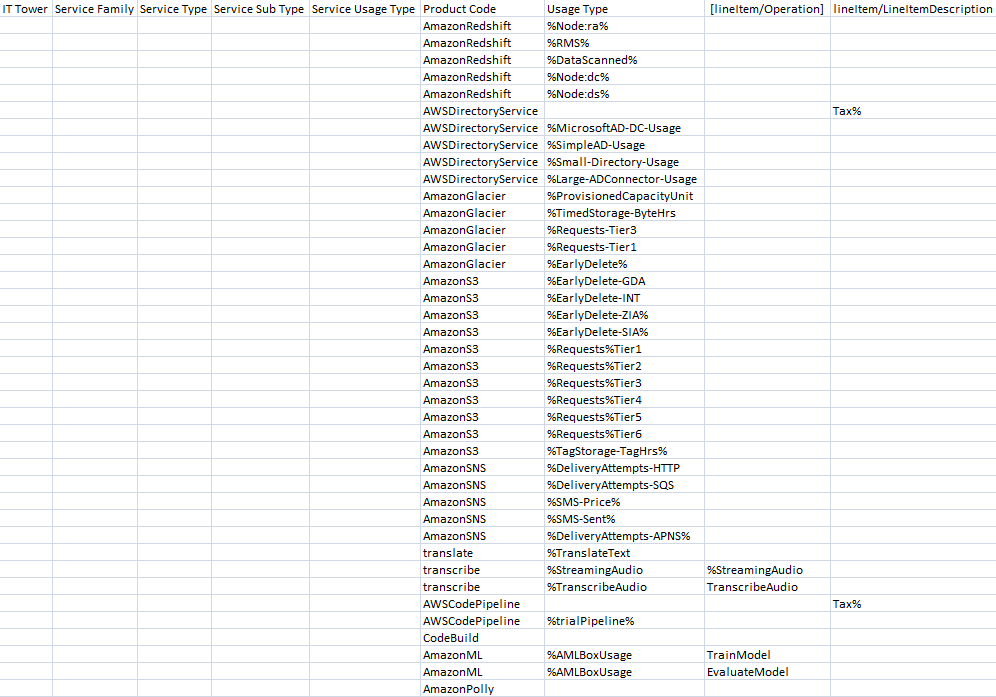 IT Tower Service Family Service Type Service Sub Type Service Usage Type Product Code Usage Type [lineItem/Operation] lineItem/LineItemDescription
AmazonRedshift %Node:ra%
AmazonRedshift %RMS%
AmazonRedshift %DataScanned%
AmazonRedshift %Node:dc%
AmazonRedshift %Node:ds%
AWSDirectoryService Tax%
AWSDirectoryService %MicrosoftAD-DC-Usage
AWSDirectoryService %SimpleAD-Usage
AWSDirectoryService %Small-Directory-Usage
AWSDirectoryService %Large-ADConnector-Usage
AmazonGlacier %ProvisionedCapacityUnit
AmazonGlacier %TimedStorage-ByteHrs
AmazonGlacier %Requests-Tier3
AmazonGlacier %Requests-Tier1
AmazonGlacier %EarlyDelete%
AmazonS3 %EarlyDelete-GDA
AmazonS3 %EarlyDelete-INT
AmazonS3 %EarlyDelete-ZIA%
AmazonS3 %EarlyDelete-SIA%
AmazonS3 %Requests%Tier1
AmazonS3 %Requests%Tier2
AmazonS3 %Requests%Tier3
AmazonS3 %Requests%Tier4
AmazonS3 %Requests%Tier5
AmazonS3 %Requests%Tier6
AmazonS3 %TagStorage-TagHrs%
AmazonSNS %DeliveryAttempts-HTTP
AmazonSNS %DeliveryAttempts-SQS
AmazonSNS %SMS-Price%
AmazonSNS %SMS-Sent%
AmazonSNS %DeliveryAttempts-APNS%
translate %TranslateText
transcribe %StreamingAudio %StreamingAudio
transcribe %TranscribeAudio TranscribeAudio
AWSCodePipeline Tax%
AWSCodePipeline %trialPipeline%
CodeBuild
AmazonML %AMLBoxUsage TrainModel
AmazonML %AMLBoxUsage EvaluateModel
AmazonPolly